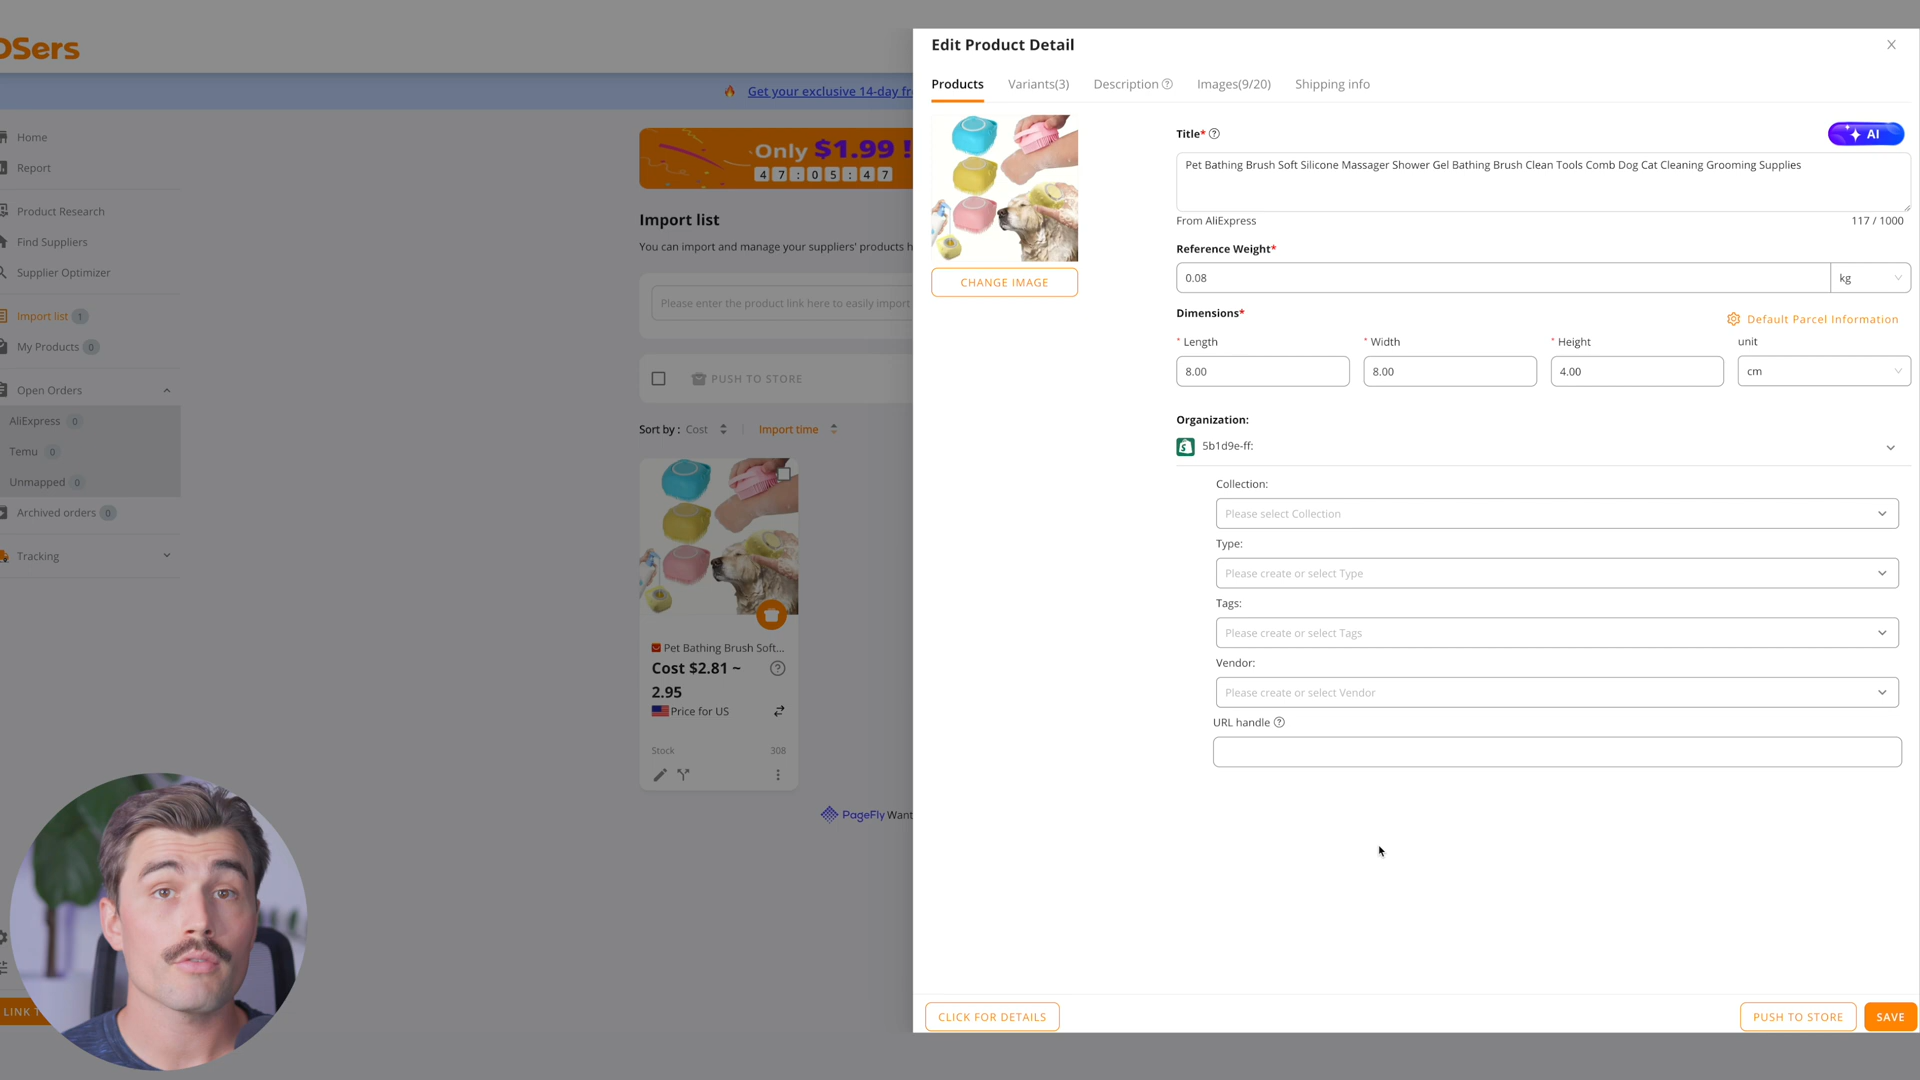 DSers
Get your exclusive 14-day fr
Home
Report
Product Research
Find Suppliers
Supplier Optimizer
Import list 1
My Products 0
Open Orders
AliExpress 0
Temu 0
Unmapped 0
Archived orders 0
Tracking
LINK T
Only $1.99 !
4 7 : 0 5 : 4 7
Import list
You can import and manage your suppliers' products h
Please enter the product link here to easily import
PUSH TO STORE
Sort by : Cost
Import time
Pet Bathing Brush Soft...
Cost $2.81 ~
2.95
Price for US
Stock 308
PageFly Want
Edit Product Detail
Products
Variants(3)
Description
Images(9/20)
Shipping info
CHANGE IMAGE
Title*
AI
Pet Bathing Brush Soft Silicone Massager Shower Gel Bathing Brush Clean Tools Comb Dog Cat Cleaning Grooming Supplies
From AliExpress
117 / 1000
Reference Weight*
0.08
kg
Dimensions*
Default Parcel Information
* Length
* Width
* Height
unit
8.00
8.00
4.00
cm
Organization:
5b1d9e-ff:
Collection:
Please select Collection
Type:
Please create or select Type
Tags:
Please create or select Tags
Vendor:
Please create or select Vendor
URL handle
CLICK FOR DETAILS
PUSH TO STORE
SAVE